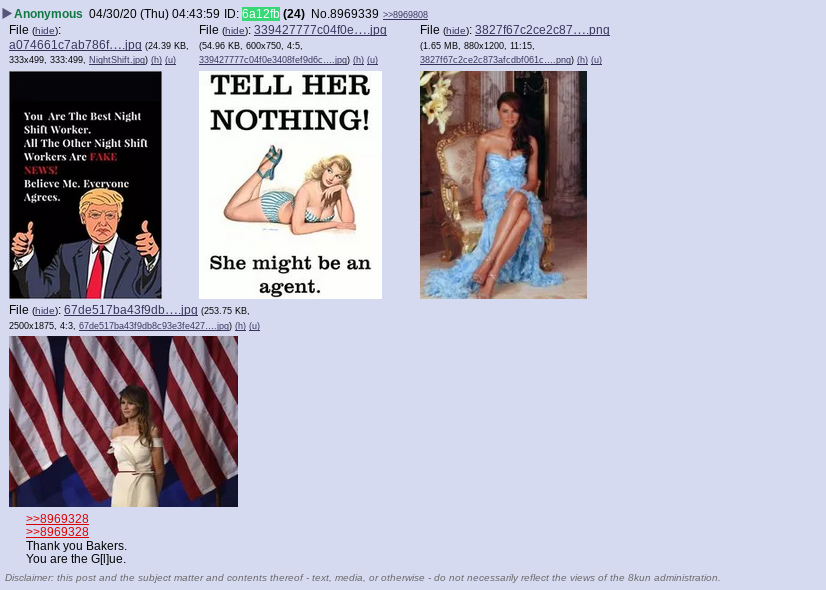 Anonymous 04/30/20 (Thu) 04:43:59 ID: 6a12fb (24) No.8969339 >>8969808
File (hide):
a074661c7ab786f….jpg (24.39 KB,
333x499, 333:499, NightShift.jpg) (h) (u)
You Are The Best Night
Shift Worker.
All The Other Night Shift
Workers Are FAKE
NEWS!
Believe Me. Everyone
Agrees.
File (hide): 339427777c04f0e….jpg
(54.96 KB, 600x750, 4:5,
339427777c04f0e3408fef9d6c….jpg) (h) (u)
TELL HER
NOTHING!
She might be an
agent.
File (hide): 3827f67c2ce2c87….png
(1.65 MB, 880x1200, 11:15,
3827f67c2ce2c873afcdbf061c….png) (h) (u)
File (hide): 67de517ba43f9db….jpg (253.75 KB,
2500x1875, 4:3, 67de517ba43f9db8c93e3fe427….jpg) (h) (u)
>>8969328
>>8969328
Thank you Bakers.
You are the G[l]ue.
Disclaimer: this post and the subject matter and contents thereof - text, media, or otherwise - do not necessarily reflect the views of the 8kun administration.